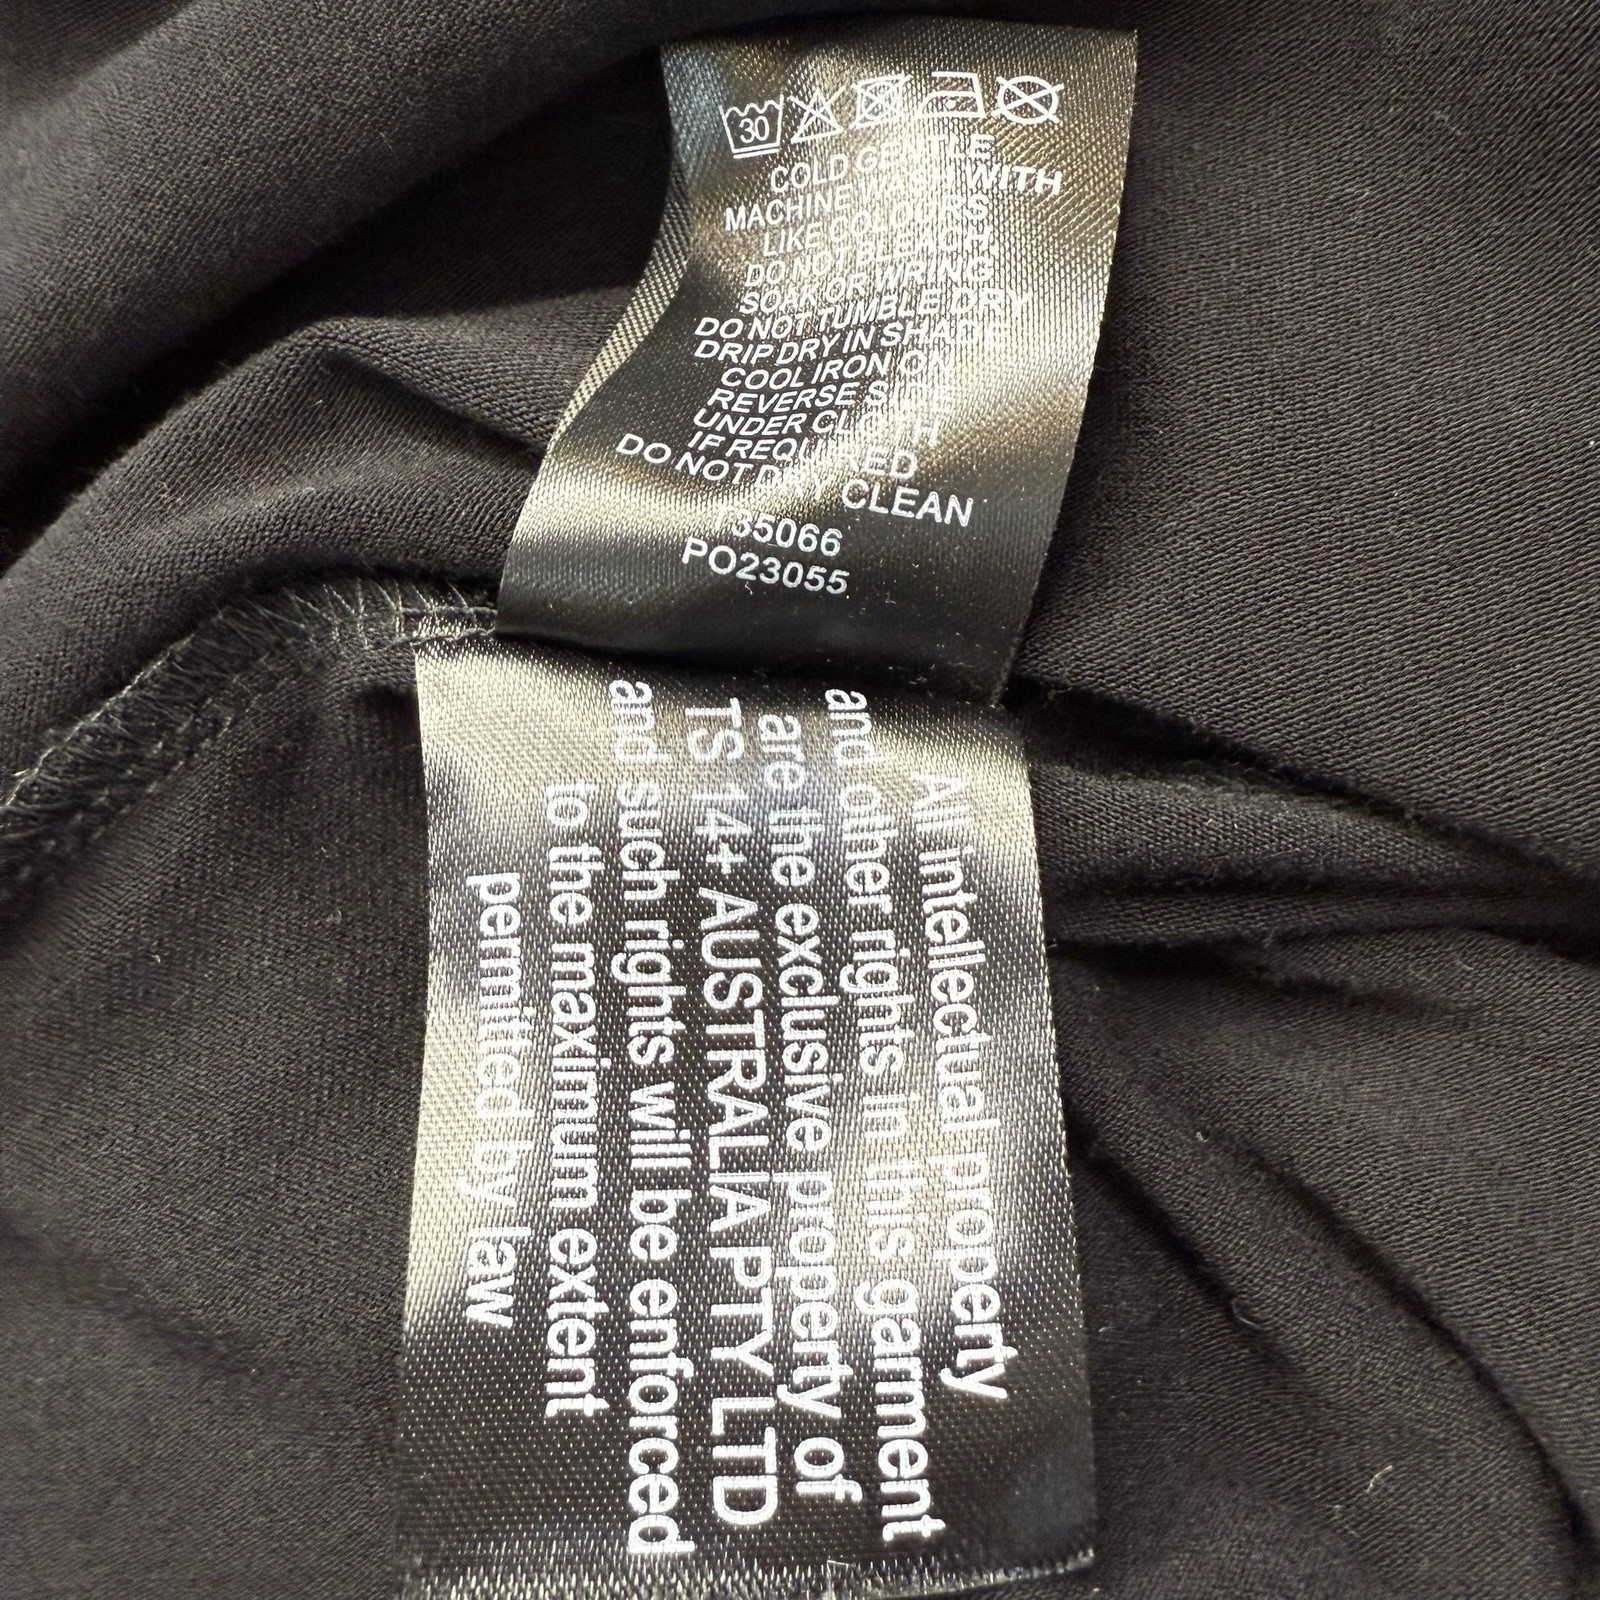 30
COLD GENTLE
MACHINE WASH WITH
LIKE COLOURS
DO NOT BLEACH
SOAK OR WRING
DO NOT TUMBLE DRY
DRIP DRY IN SHADE
COOL IRON ON
REVERSE SIDE
UNDER CLOTH
IF REQUIRED
DO NOT DRY CLEAN
35066
PO23055
All Intellectual property
and other rights in this garment
are the exclusive property of
TS 14+ AUSTRALIA PTY LTD
and such rights will be enforced
to the maximum extent
permitted by law